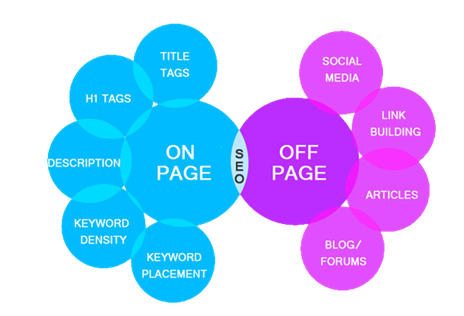 TITLE
TAGS
H1 TAGS
DESCRIPTION
KEYWORD
DENSITY
KEYWORD
PLACEMENT
ON
PAGE
SEO
OFF
PAGE
SOCIAL
MEDIA
LINK
BUILDING
ARTICLES
BLOG/
FORUMS